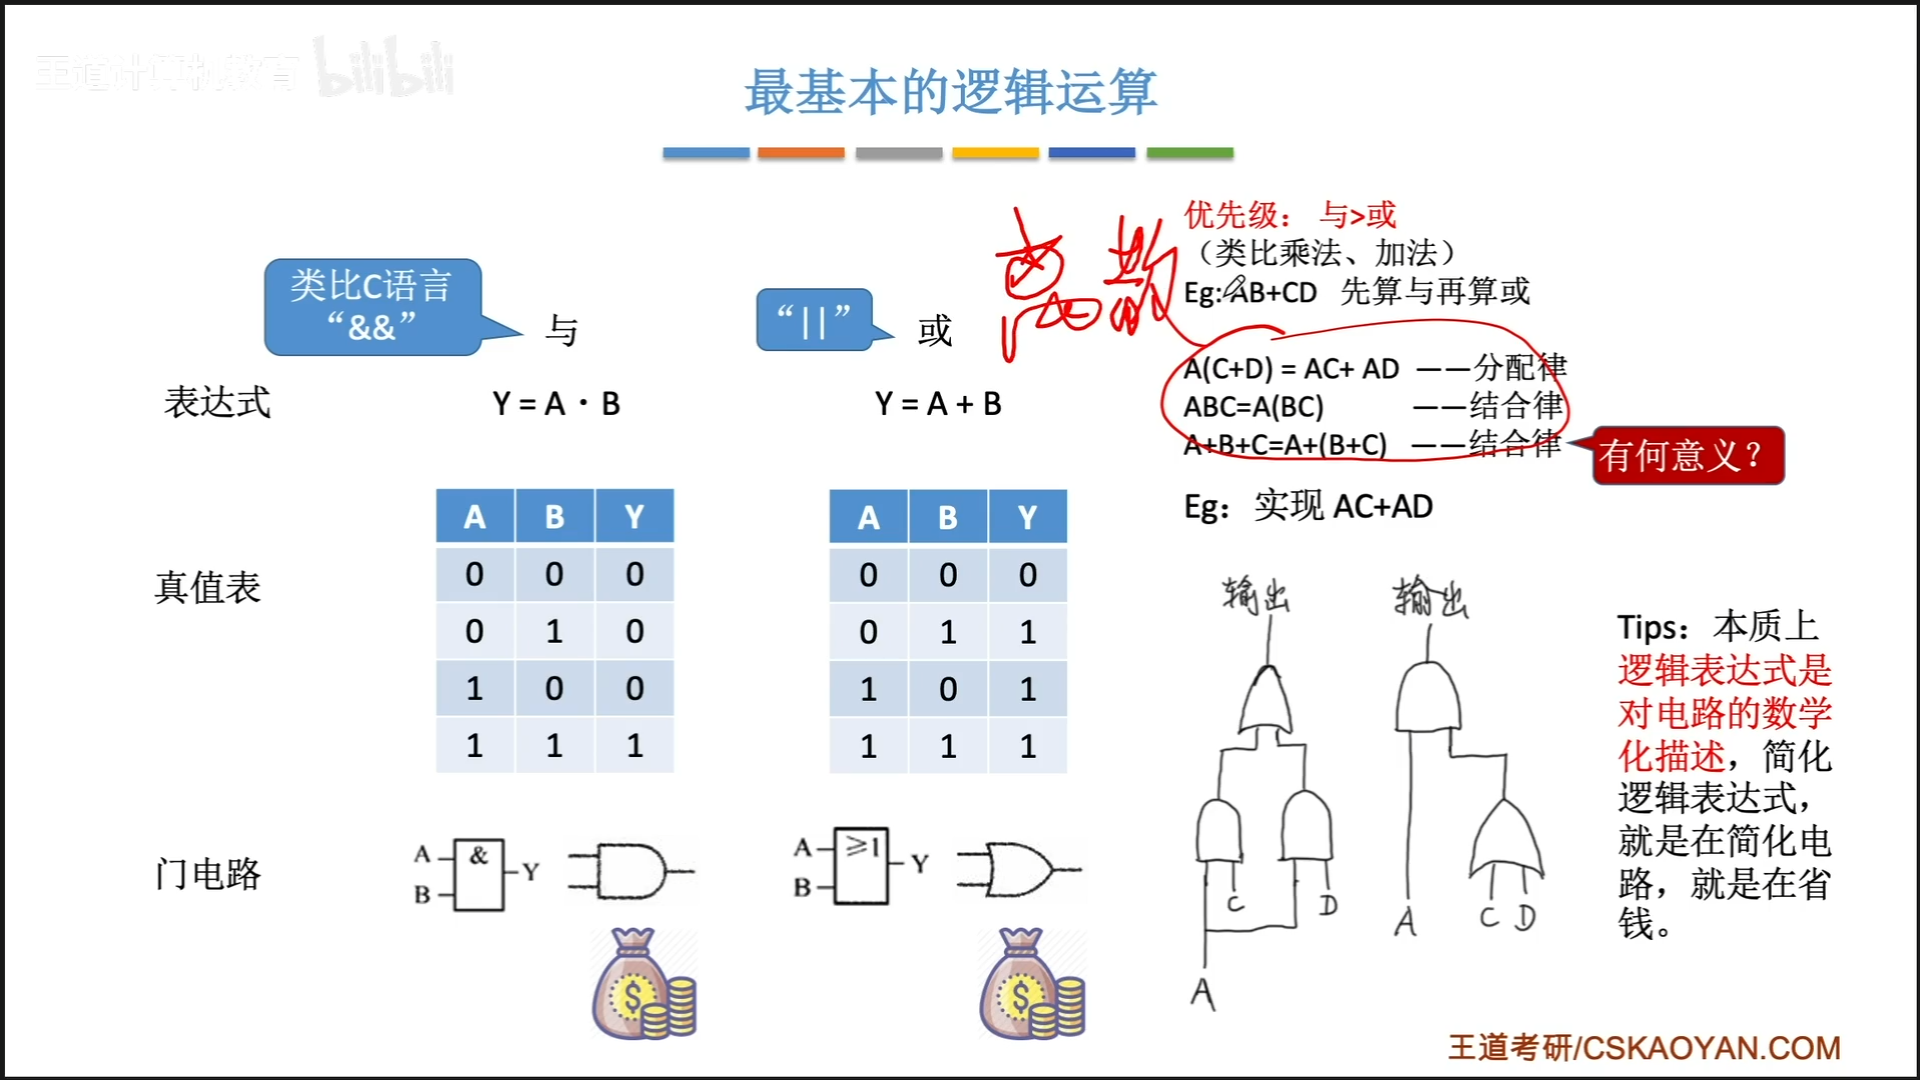 王道计算机教育 bilibili
最基本的逻辑运算
优先级： 与>或
（类比乘法、加法）
Eg: AB+CD 先算与再算或
离散
类比C语言
“&&”
与
“||”
或
A(C+D) = AC+ AD ——分配律
ABC=A(BC) ——结合律
A+B+C=A+(B+C) ——结合律
有何意义？
表达式
Y = A · B
Y = A + B
Eg： 实现 AC+AD
真值表
A B Y
0 0 0
0 1 0
1 0 0
1 1 1
A B Y
0 0 0
0 1 1
1 0 1
1 1 1
输出
输出
C
D
A
A
C D
Tips：本质上
逻辑表达式是
对电路的数学
化描述，简化
逻辑表达式，
就是在简化电
路，就是在省
钱。
门电路
A
B
&
Y
A
B
≥1
Y
$
$
王道考研/CSKAOYAN.COM